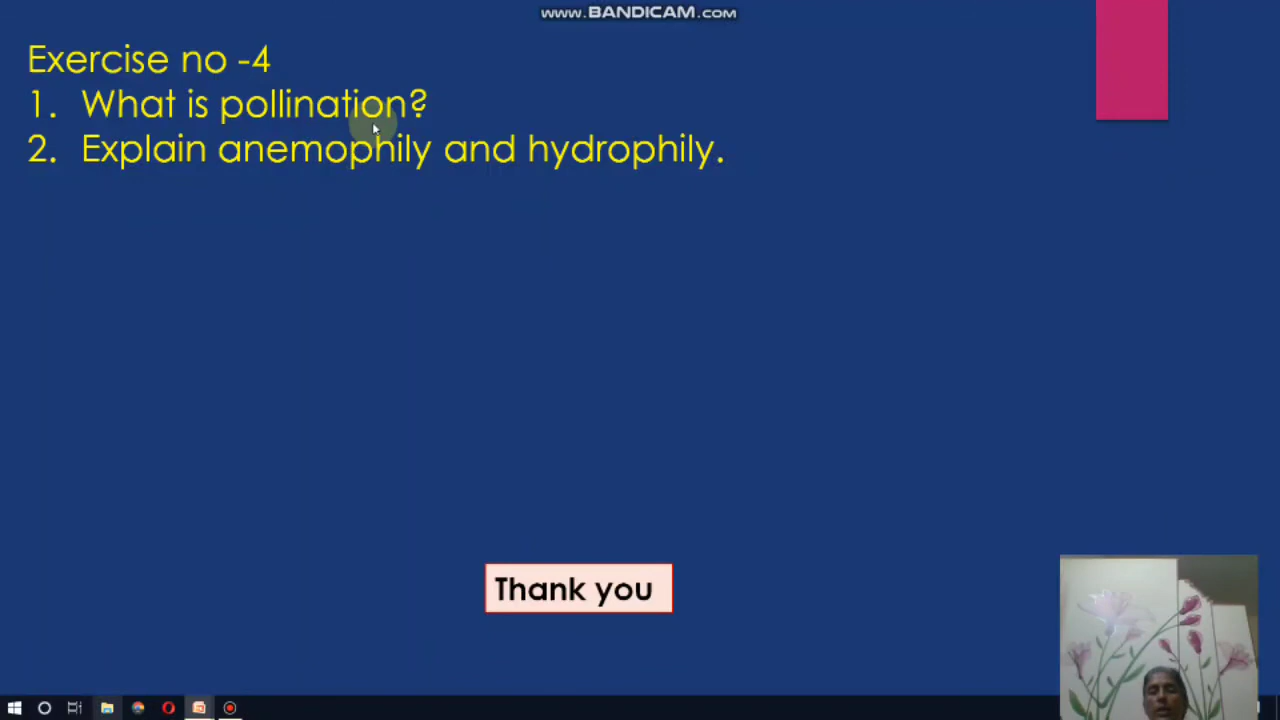 www.BANDICAM.com
Exercise no -4
1. What is pollination?
2. Explain anemophily and hydrophily.
Thank you